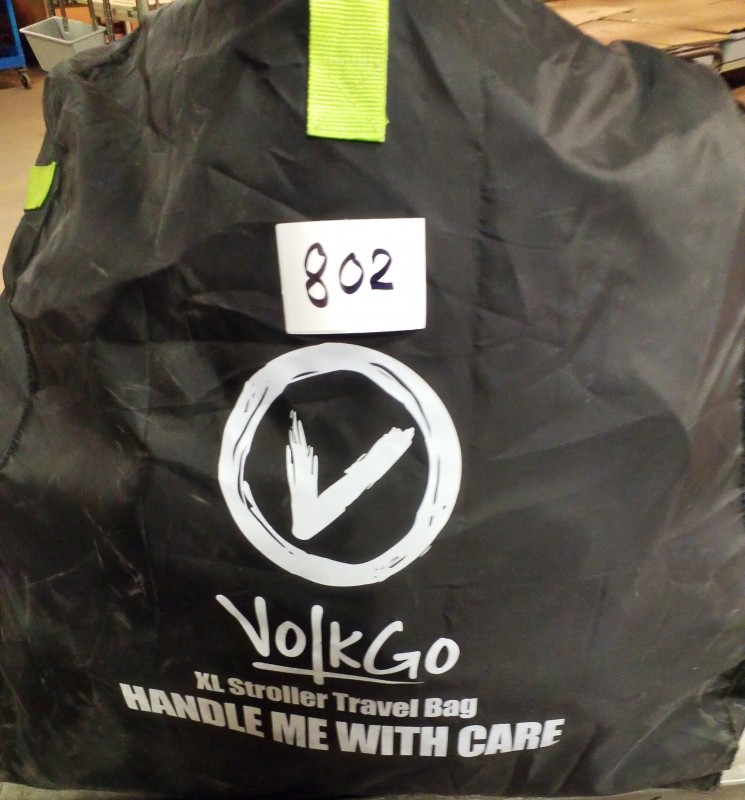 802
VolkGo
XL Stroller Travel Bag
HANDLE ME WITH CARE